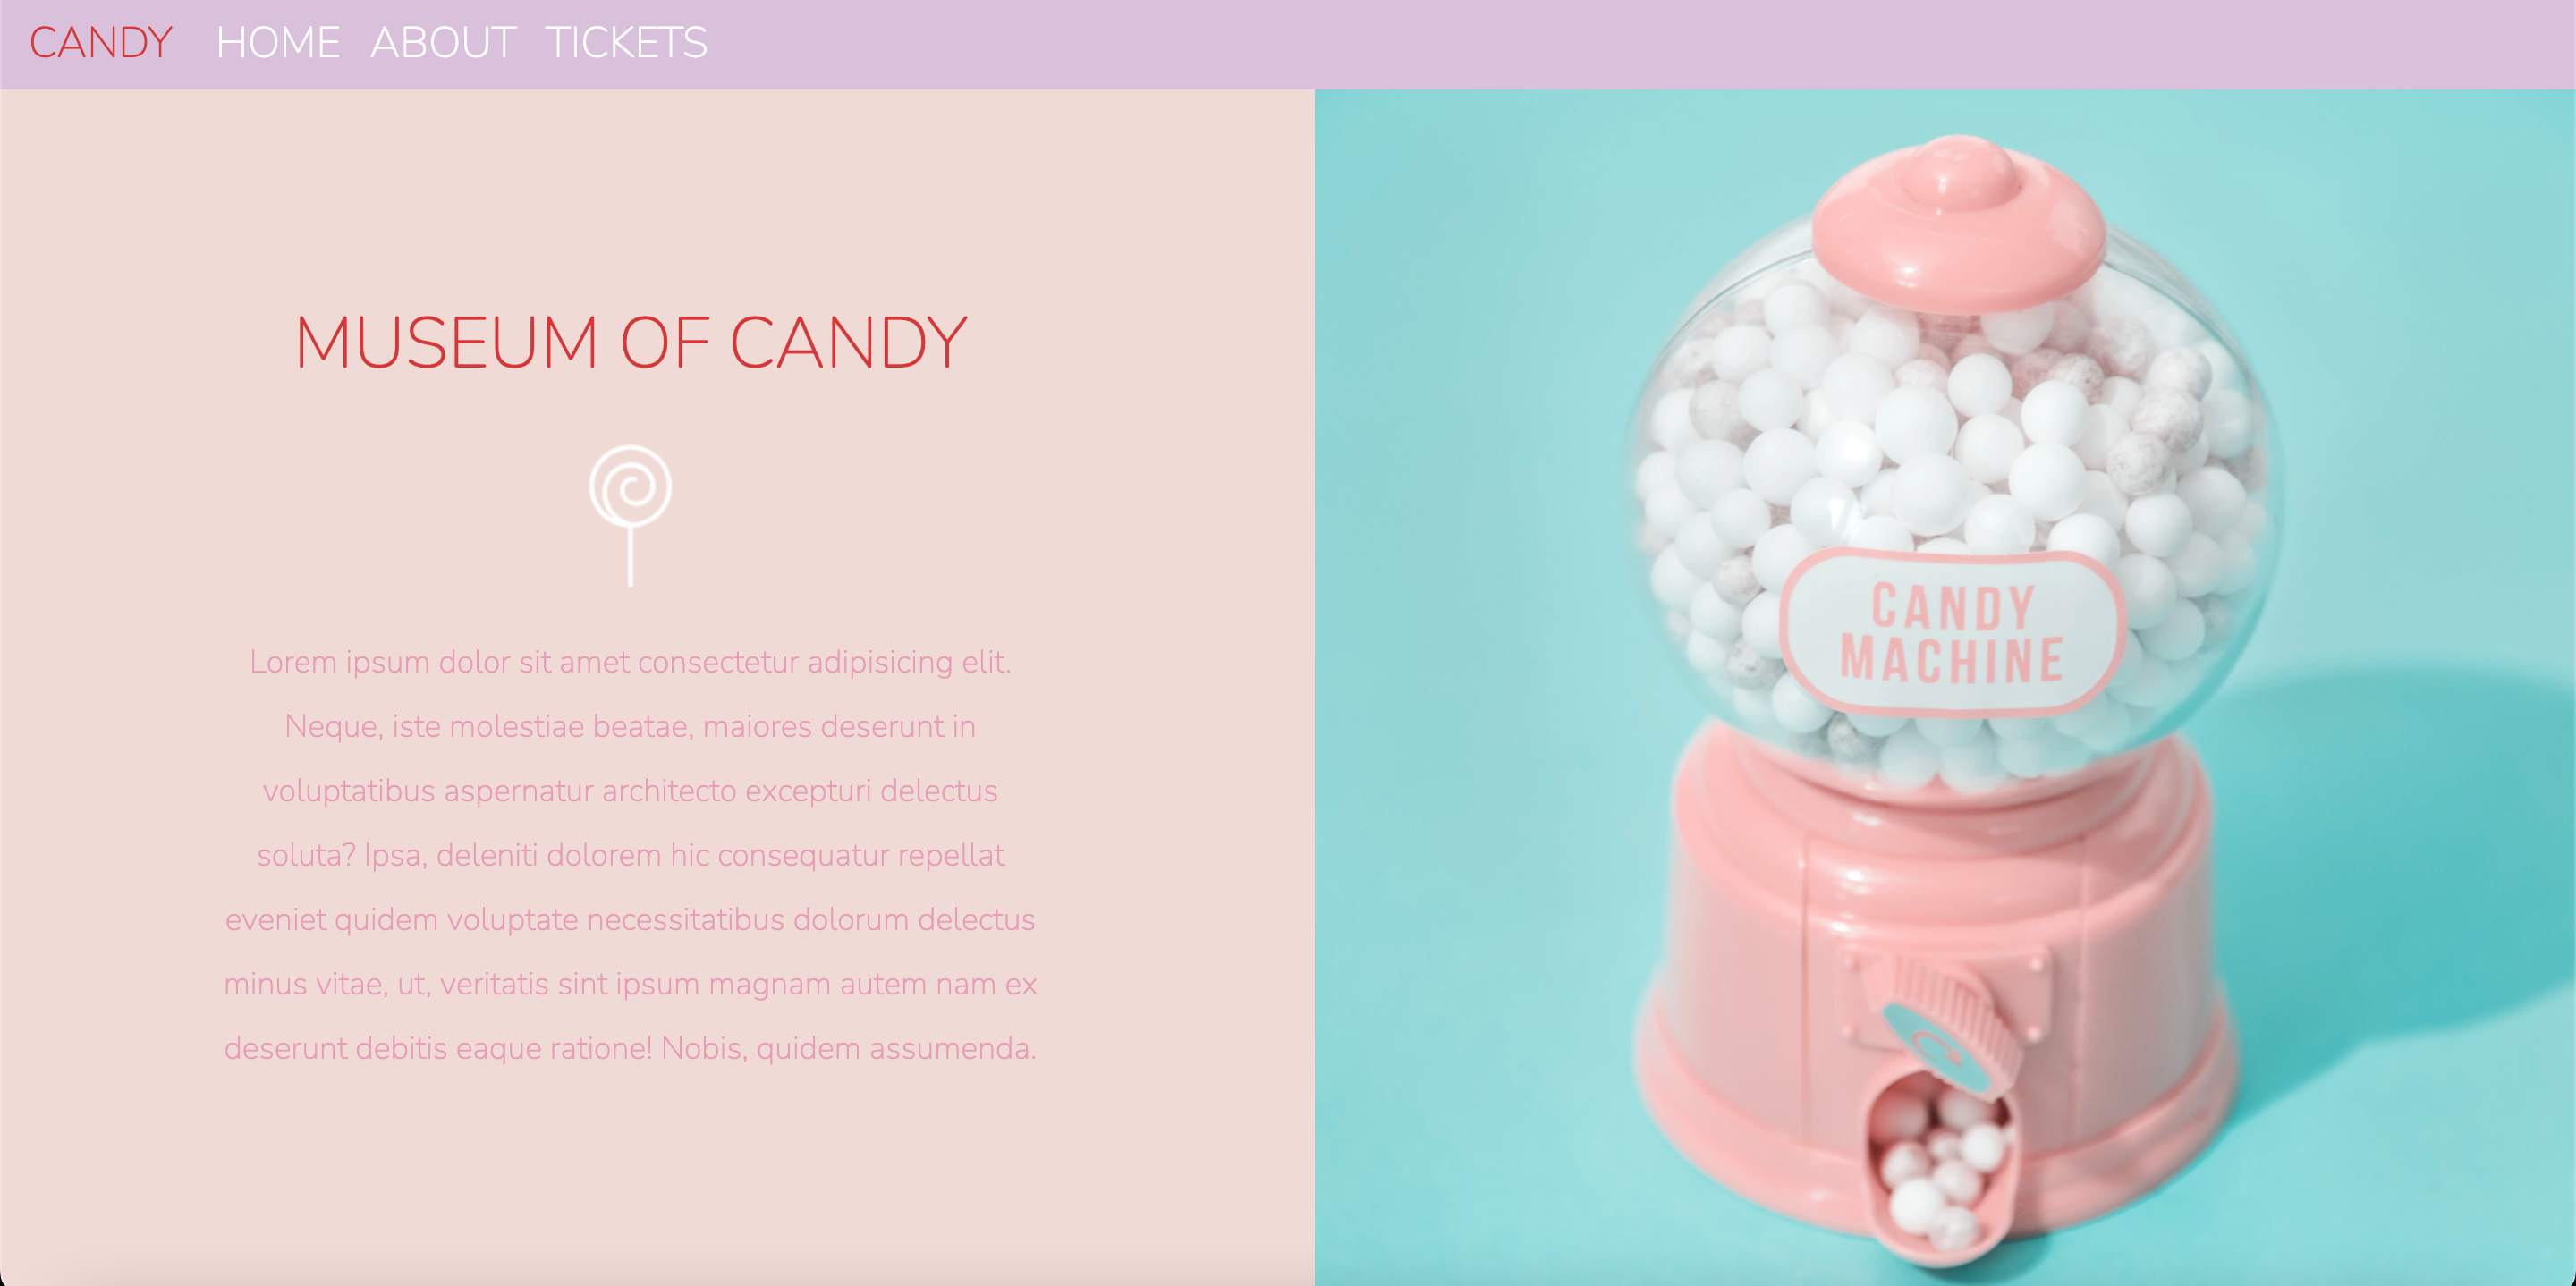 CANDY HOME ABOUT TICKETS
MUSEUM OF CANDY
Lorem ipsum dolor sit amet consectetur adipisicing elit.
Neque, iste molestiae beatae, maiores deserunt in
voluptatibus aspernatur architecto excepturi delectus
soluta? Ipsa, deleniti dolorem hic consequatur repellat
eveniet quidem voluptate necessitatibus dolorum delectus
minus vitae, ut, veritatis sint ipsum magnam autem nam ex
deserunt debitis eaque ratione! Nobis, quidem assumenda.
CANDY
MACHINE